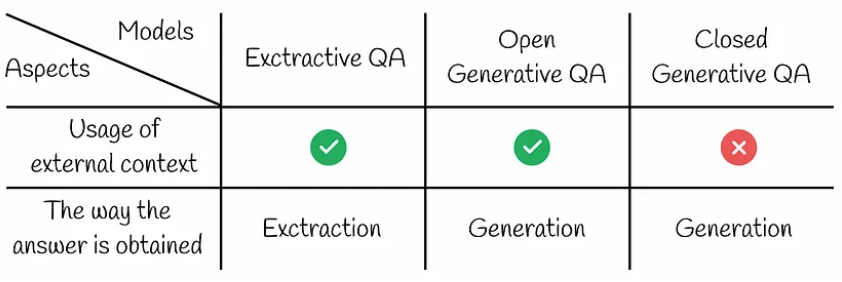 Models
Aspects
Exctractive QA
Open
Generative QA
Closed
Generative QA
Usage of
external context
The way the
answer is obtained
Exctraction
Generation
Generation